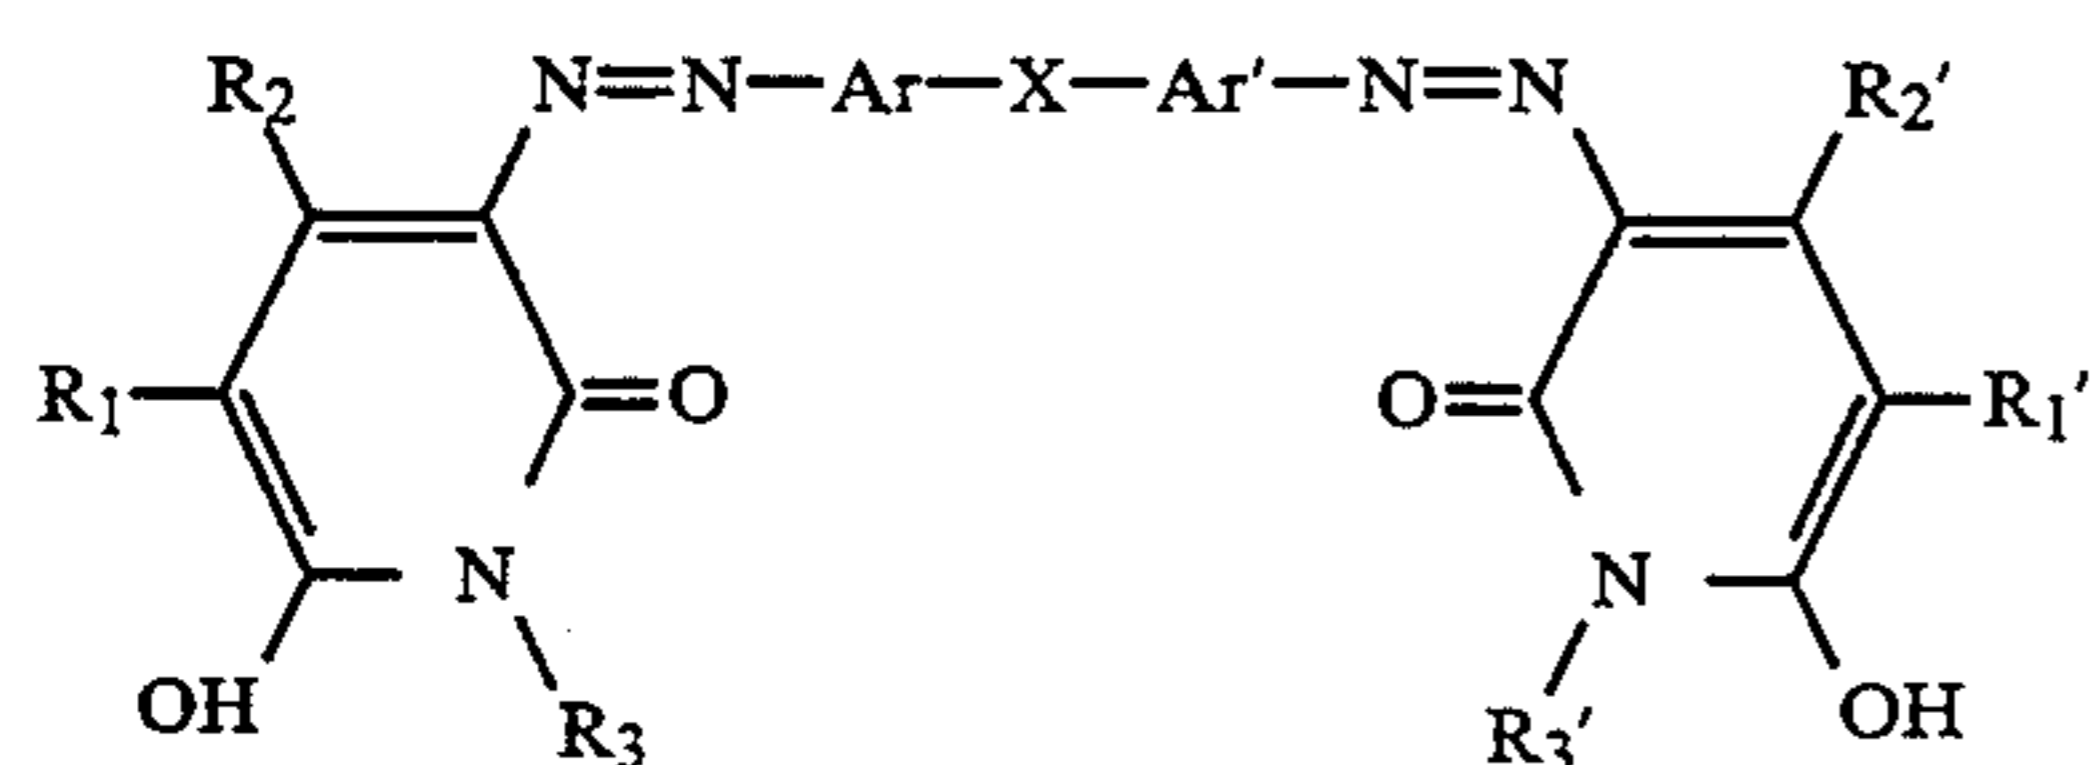 R2 N=N—Ar—X—Ar'—N=N R2'
R1 =O O= R1'
N N
OH R3 R3' OH